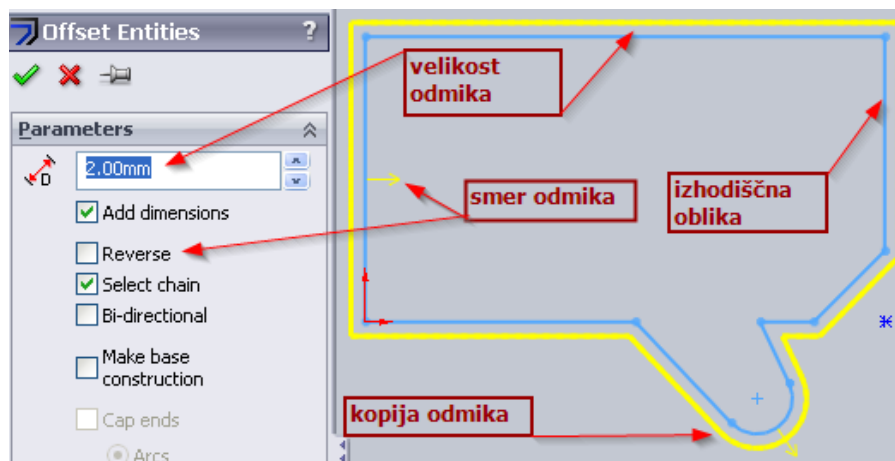 Offset Entities ?
Parameters
D
2.00mm
Add dimensions
Reverse
Select chain
Bi-directional
Make base
construction
Cap ends
Arcs
velikost
odmika
smer odmika
izhodiščna
oblika
kopija odmika